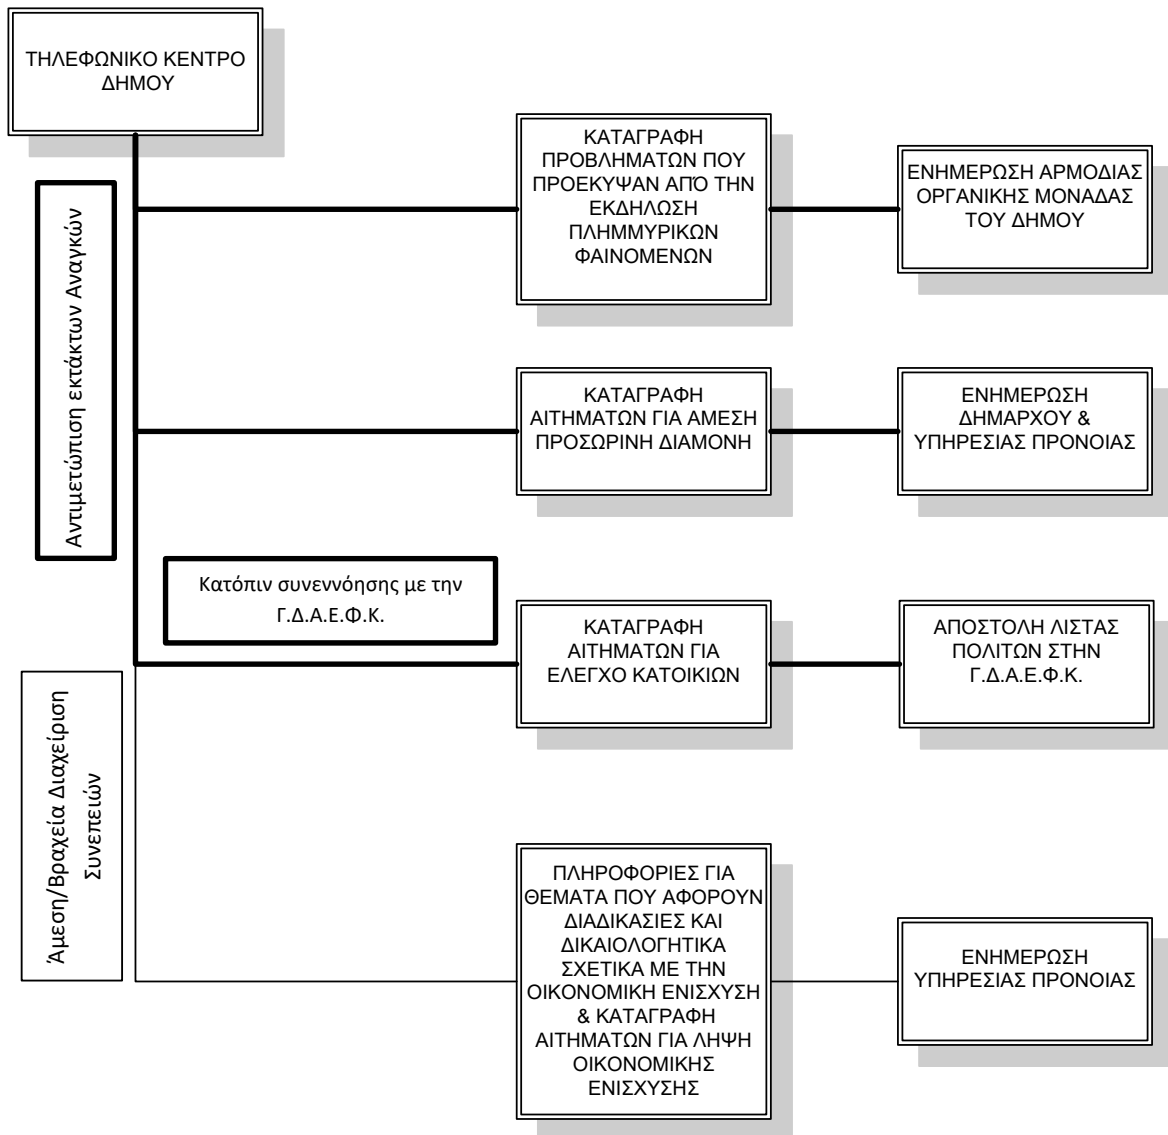 ΤΗΛΕΦΩΝΙΚΟ ΚΕΝΤΡΟ
ΔΗΜΟΥ
Αντιμετώπιση εκτάκτων Αναγκών
ΚΑΤΑΓΡΑΦΗ
ΠΡΟΒΛΗΜΑΤΩΝ ΠΟΥ
ΠΡΟΕΚΥΨΑΝ ΑΠΌ ΤΗΝ
ΕΚΔΗΛΩΣΗ
ΠΛΗΜΜΥΡΙΚΩΝ
ΦΑΙΝΟΜΕΝΩΝ
ΕΝΗΜΕΡΩΣΗ ΑΡΜΟΔΙΑΣ
ΟΡΓΑΝΙΚΗΣ ΜΟΝΑΔΑΣ
ΤΟΥ ΔΗΜΟΥ
ΚΑΤΑΓΡΑΦΗ
ΑΙΤΗΜΑΤΩΝ ΓΙΑ ΑΜΕΣΗ
ΠΡΟΣΩΡΙΝΗ ΔΙΑΜΟΝΗ
ΕΝΗΜΕΡΩΣΗ
ΔΗΜΑΡΧΟΥ &
ΥΠΗΡΕΣΙΑΣ ΠΡΟΝΟΙΑΣ
Κατόπιν συνεννόησης με την
Γ.Δ.Α.Ε.Φ.Κ.
ΚΑΤΑΓΡΑΦΗ
ΑΙΤΗΜΑΤΩΝ ΓΙΑ
ΕΛΕΓΧΟ ΚΑΤΟΙΚΙΩΝ
ΑΠΟΣΤΟΛΗ ΛΙΣΤΑΣ
ΠΟΛΙΤΩΝ ΣΤΗΝ
Γ.Δ.Α.Ε.Φ.Κ.
Άμεση/Βραχεία Διαχείριση
Συνεπειών
ΠΛΗΡΟΦΟΡΙΕΣ ΓΙΑ
ΘΕΜΑΤΑ ΠΟΥ ΑΦΟΡΟΥΝ
ΔΙΑΔΙΚΑΣΙΕΣ ΚΑΙ
ΔΙΚΑΙΟΛΟΓΗΤΙΚΑ
ΣΧΕΤΙΚΑ ΜΕ ΤΗΝ
ΟΙΚΟΝΟΜΙΚΗ ΕΝΙΣΧΥΣΗ
& ΚΑΤΑΓΡΑΦΗ
ΑΙΤΗΜΑΤΩΝ ΓΙΑ ΛΗΨΗ
ΟΙΚΟΝΟΜΙΚΗΣ
ΕΝΙΣΧΥΣΗΣ
ΕΝΗΜΕΡΩΣΗ
ΥΠΗΡΕΣΙΑΣ ΠΡΟΝΟΙΑΣ